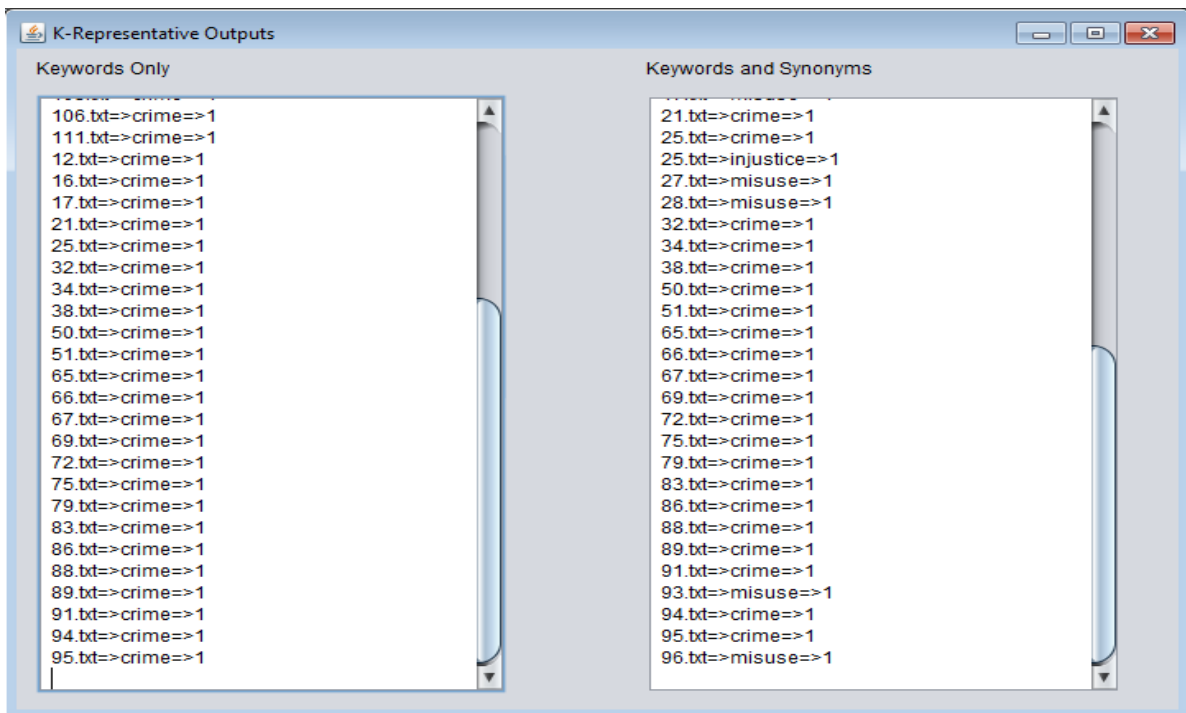 K-Representative Outputs
Keywords Only
106.txt=>crime=>1
111.txt=>crime=>1
12.txt=>crime=>1
16.txt=>crime=>1
17.txt=>crime=>1
21.txt=>crime=>1
25.txt=>crime=>1
32.txt=>crime=>1
34.txt=>crime=>1
38.txt=>crime=>1
50.txt=>crime=>1
51.txt=>crime=>1
65.txt=>crime=>1
66.txt=>crime=>1
67.txt=>crime=>1
69.txt=>crime=>1
72.txt=>crime=>1
75.txt=>crime=>1
79.txt=>crime=>1
83.txt=>crime=>1
86.txt=>crime=>1
88.txt=>crime=>1
89.txt=>crime=>1
91.txt=>crime=>1
94.txt=>crime=>1
95.txt=>crime=>1
Keywords and Synonyms
21.txt=>crime=>1
25.txt=>crime=>1
25.txt=>injustice=>1
27.txt=>misuse=>1
28.txt=>misuse=>1
32.txt=>crime=>1
34.txt=>crime=>1
38.txt=>crime=>1
50.txt=>crime=>1
51.txt=>crime=>1
65.txt=>crime=>1
66.txt=>crime=>1
67.txt=>crime=>1
69.txt=>crime=>1
72.txt=>crime=>1
75.txt=>crime=>1
79.txt=>crime=>1
83.txt=>crime=>1
86.txt=>crime=>1
88.txt=>crime=>1
89.txt=>crime=>1
91.txt=>crime=>1
93.txt=>misuse=>1
94.txt=>crime=>1
95.txt=>crime=>1
96.txt=>misuse=>1